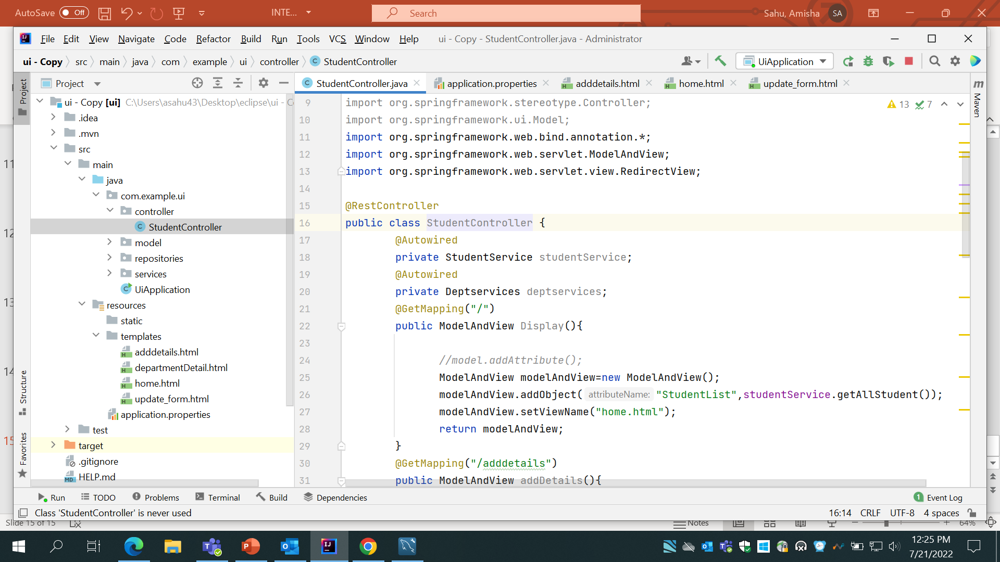 AutoSave Off INTE... Search Sahu, Amisha SA
File Edit View Navigate Code Refactor Build Run Tools VCS Window Help ui - Copy - StudentController.java - Administrator
ui - Copy src main java com example ui controller StudentController UiApplication
Project StudentController.java application.properties adddetails.html home.html update_form.html
Project
Structure
Favorites
Maven
ui - Copy [ui] C:\Users\asahu43\Desktop\eclipse\ui - C
.idea
.mvn
src
main
java
com.example.ui
controller
StudentController
model
repositories
services
UiApplication
resources
static
templates
adddetails.html
departmentDetail.html
home.html
update_form.html
application.properties
test
target
.gitignore
HELP.md
13 7
9 import org.springframework.stereotype.Controller;
10 import org.springframework.ui.Model;
11 import org.springframework.web.bind.annotation.*;
12 import org.springframework.web.servlet.ModelAndView;
13 import org.springframework.web.servlet.view.RedirectView;
14
15 @RestController
16 public class StudentController {
17 @Autowired
18 private StudentService studentService;
19 @Autowired
20 private Deptservices deptservices;
21 @GetMapping("/")
22 public ModelAndView Display(){
23
24 //model.addAttribute();
25 ModelAndView modelAndView=new ModelAndView();
26 modelAndView.addObject( attributeName: "StudentList",studentService.getAllStudent());
27 modelAndView.setViewName("home.html");
28 return modelAndView;
29 }
30 @GetMapping("/adddetails")
31 public ModelAndView addDetails(){
11
12
13
14
15
Run TODO Problems Terminal Build Dependencies 1 Event Log
Class 'StudentController' is never used 16:14 CRLF UTF-8 4 spaces
Slide 15 of 15 Notes 64%
12:25 PM
7/21/2022